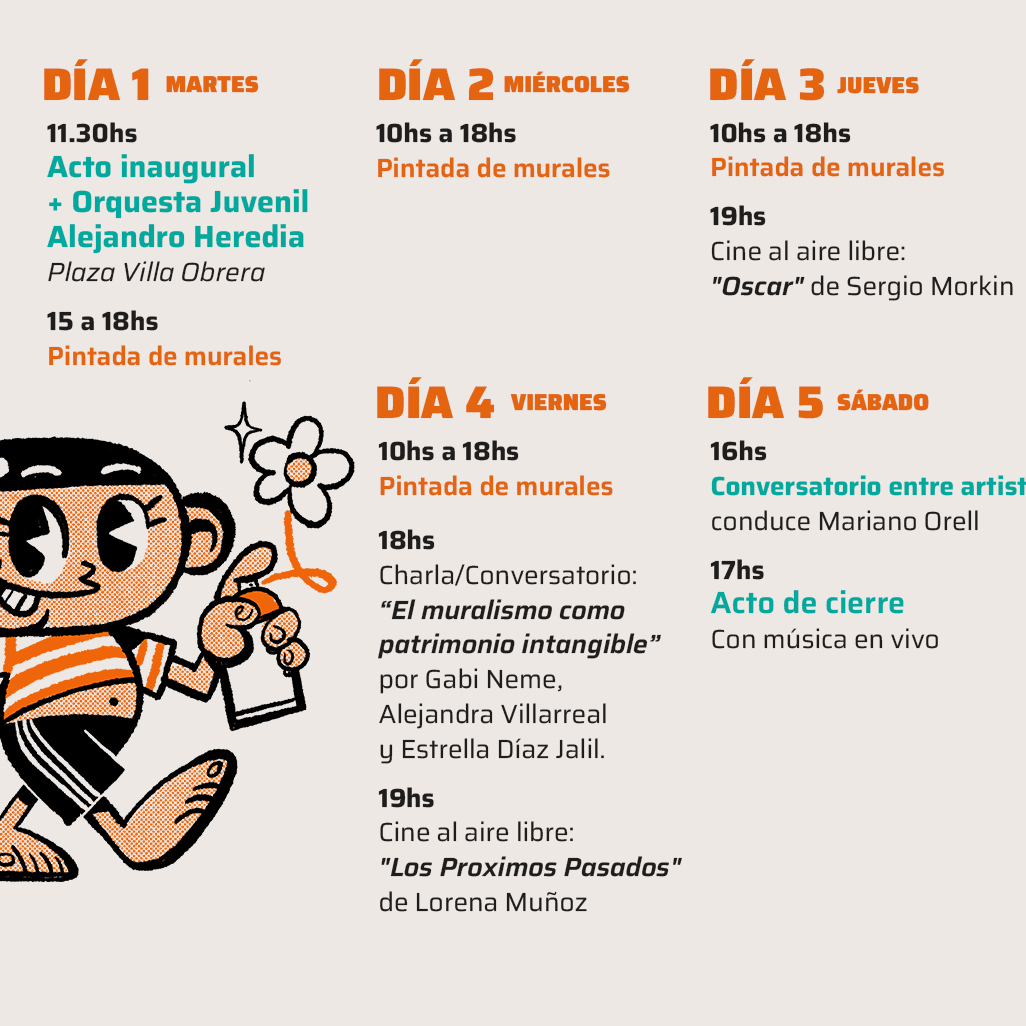 DÍA 1 MARTES
11.30hs
Acto inaugural
+ Orquesta Juvenil
Alejandro Heredia
Plaza Villa Obrera
15 a 18hs
Pintada de murales
DÍA 2 MIÉRCOLES
10hs a 18hs
Pintada de murales
DÍA 3 JUEVES
10hs a 18hs
Pintada de murales
19hs
Cine al aire libre:
"Oscar" de Sergio Morkin
DÍA 4 VIERNES
10hs a 18hs
Pintada de murales
18hs
Charla/Conversatorio:
“El muralismo como
patrimonio intangible”
por Gabi Neme,
Alejandra Villarreal
y Estrella Díaz Jalil.
19hs
Cine al aire libre:
"Los Proximos Pasados"
de Lorena Muñoz
DÍA 5 SÁBADO
16hs
Conversatorio entre artist
conduce Mariano Orell
17hs
Acto de cierre
Con música en vivo